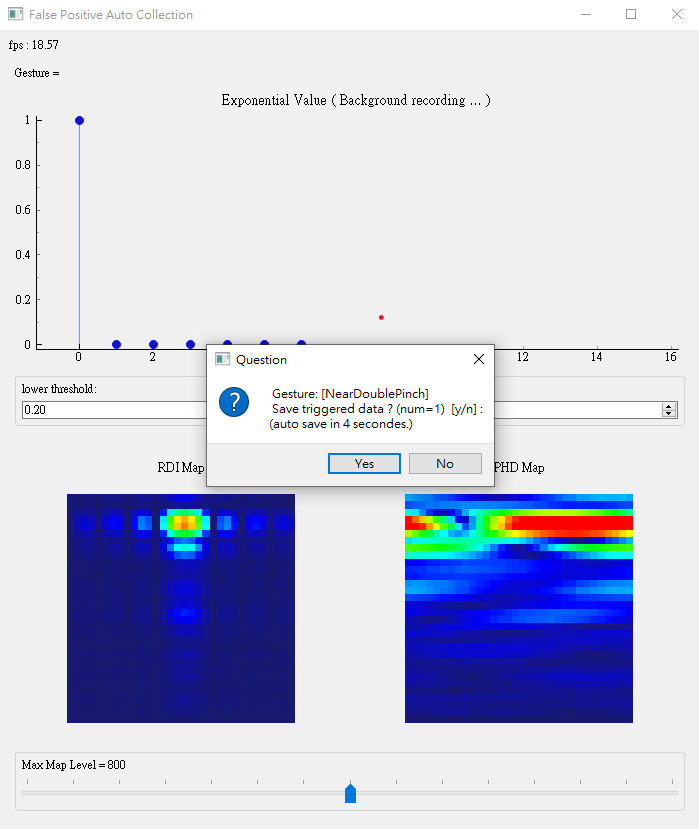 False Positive Auto Collection
fps : 18.57
Gesture =
Exponential Value ( Background recording ... )
1
0.8
0.6
0.4
0.2
0
0 2 12 14 16
Question
?
Gesture: [NearDoublePinch]
Save triggered data ? (num=1) [y/n] :
(auto save in 4 secondes.)
Yes No
lower threshold:
0.20
RDI Map PHD Map
Max Map Level = 800